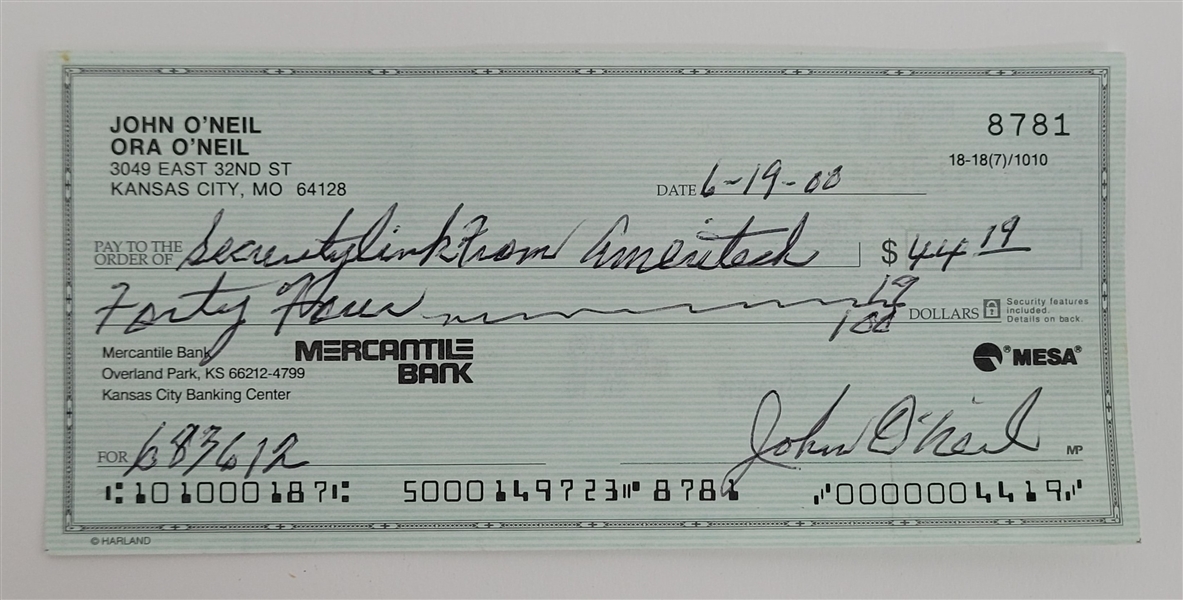 JOHN O'NEIL
ORA O'NEIL
3049 EAST 32ND ST
KANSAS CITY, MO 64128
8781
18-18(7)/1010
DATE 6-19-00
PAY TO THE ORDER OF Securitylink From Ameritech $ 44 19
Forty Four 19/100 DOLLARS
Security features
included.
Details on back.
Mercantile Bank
Overland Park, KS 66212-4799
Kansas City Banking Center
MERCANTILE
BANK
®MESA®
FOR 683612
John O'Neil
MP
⑆101000187⑆ 5000149723⑈8781 ⑈0000004419⑈
© HARLAND